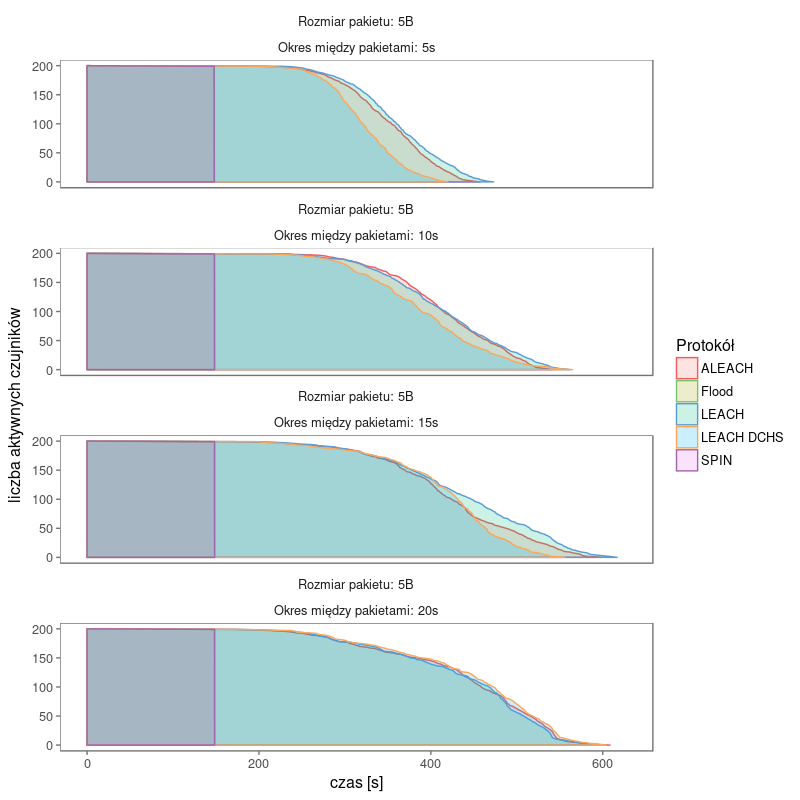 Rozmiar pakietu: 5B
Okres między pakietami: 5s
200
150
100
50
0
Rozmiar pakietu: 5B
Okres między pakietami: 10s
200
150
100
50
0
Rozmiar pakietu: 5B
Okres między pakietami: 15s
200
150
100
50
0
Rozmiar pakietu: 5B
Okres między pakietami: 20s
200
150
100
50
0
0 200 400 600
czas [s]
liczba aktywnych czujników
Protokół
ALEACH
Flood
LEACH
LEACH DCHS
SPIN